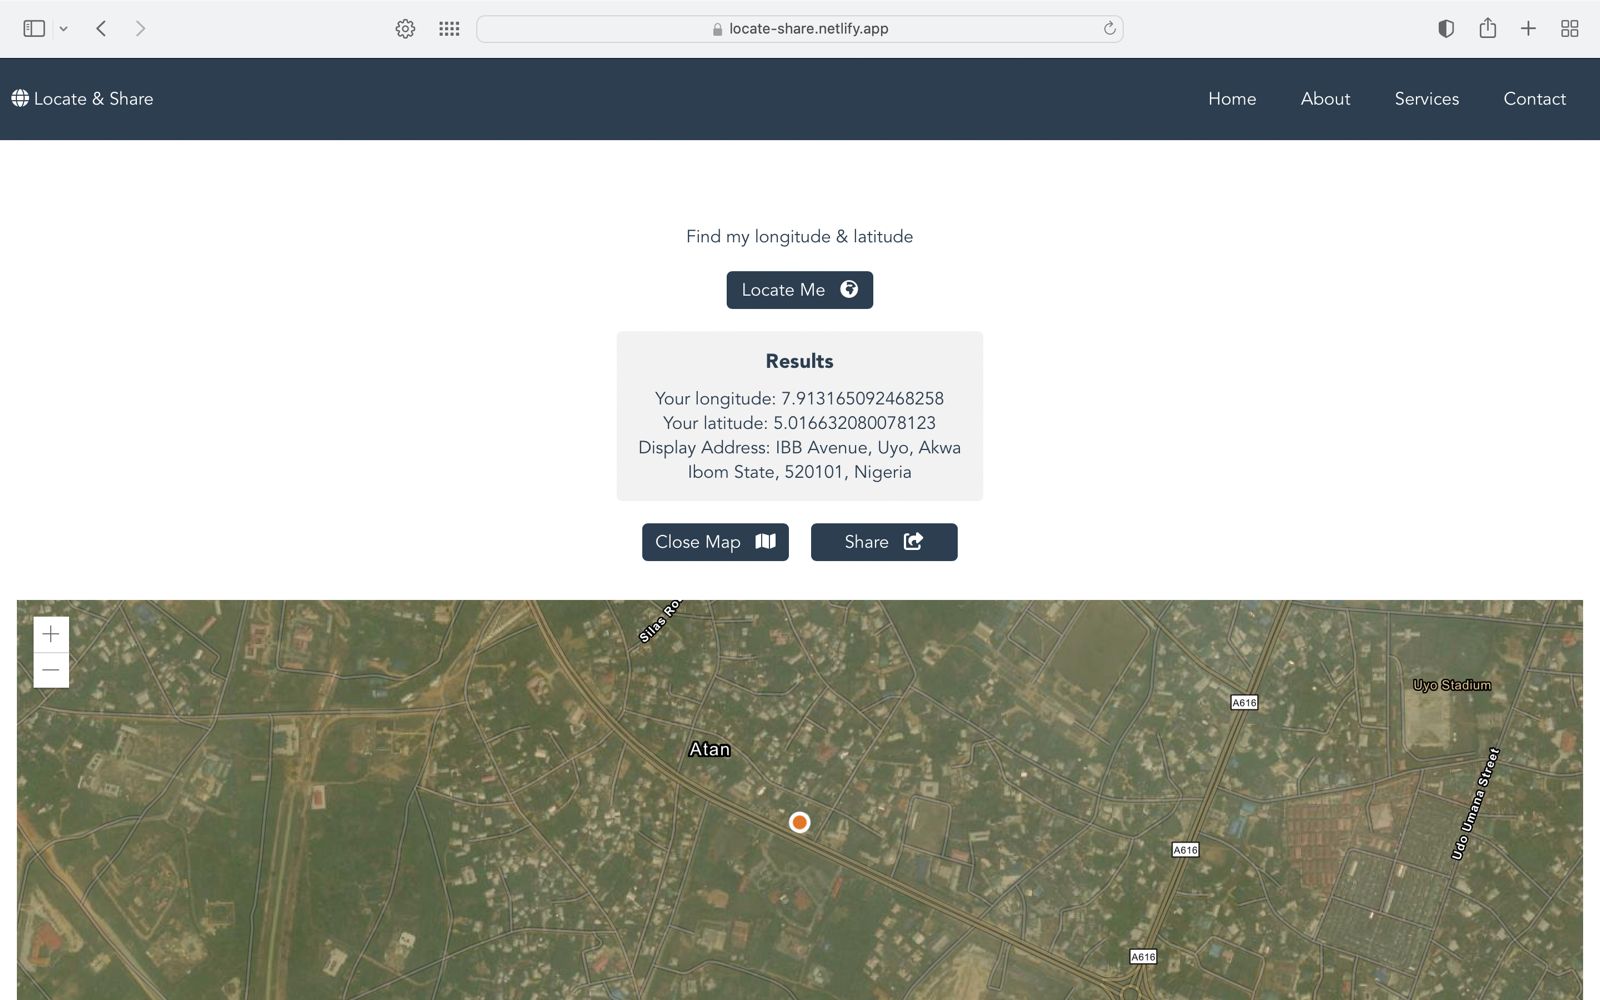 locate-share.netlify.app
Locate & Share
Home
About
Services
Contact
Find my longitude & latitude
Locate Me
Results
Your longitude: 7.913165092468258
Your latitude: 5.016632080078123
Display Address: IBB Avenue, Uyo, Akwa
Ibom State, 520101, Nigeria
Close Map
Share
Silas
Uyo Stadium
A616
Atan
Udo Umana Street
A616
A616